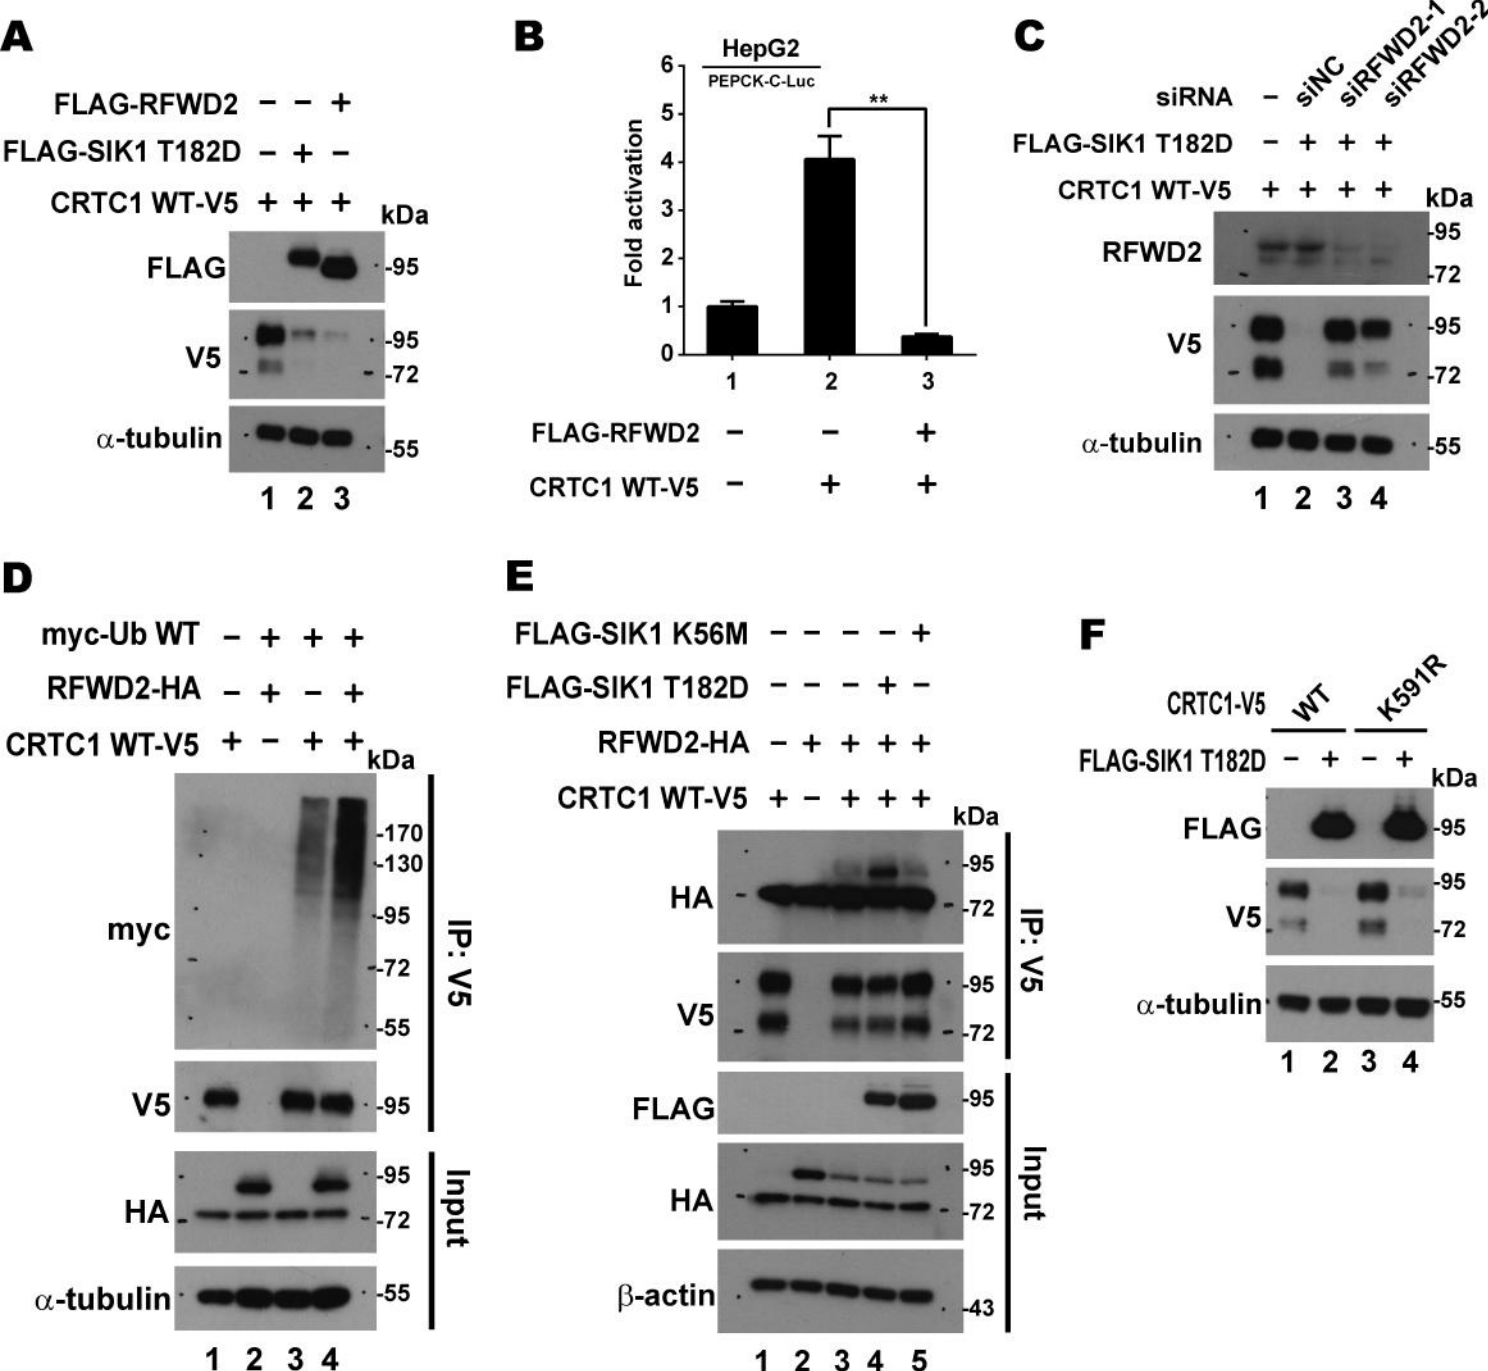 A
FLAG-RFWD2 – – +
FLAG-SIK1 T182D – + –
CRTC1 WT-V5 + + +
kDa
FLAG
-95
V5
-95
-72
α-tubulin
-55
1 2 3
B
HepG2
PEPCK-C-Luc
Fold activation
6
5
4
3
2
1
0
**
1 2 3
FLAG-RFWD2 – – +
CRTC1 WT-V5 – + +
C
siRNA – siNC siRFWD2-1 siRFWD2-2
FLAG-SIK1 T182D – + + +
CRTC1 WT-V5 + + + +
kDa
RFWD2
-95
-72
V5
-95
-72
α-tubulin
-55
1 2 3 4
D
myc-Ub WT – + + +
RFWD2-HA – + – +
CRTC1 WT-V5 + – + +
kDa
myc
-170
-130
-95
-72
-55
V5
-95
IP: V5
HA
-95
-72
α-tubulin
-55
Input
1 2 3 4
E
FLAG-SIK1 K56M – – – – +
FLAG-SIK1 T182D – – – + –
RFWD2-HA – + + + +
CRTC1 WT-V5 + – + + +
kDa
HA
-95
-72
V5
-95
-72
IP: V5
FLAG
-95
HA
-95
-72
β-actin
-43
Input
1 2 3 4 5
F
CRTC1-V5 WT K591R
FLAG-SIK1 T182D – + – +
kDa
FLAG
-95
V5
-95
-72
α-tubulin
-55
1 2 3 4